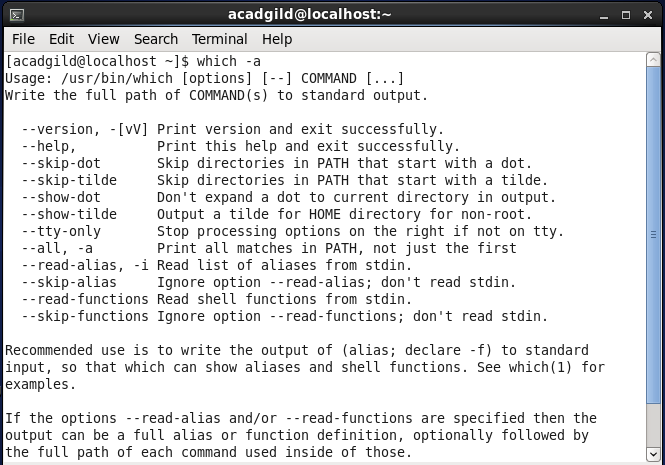 acadgild@localhost:~
File Edit View Search Terminal Help
[acadgild@localhost ~]$ which -a
Usage: /usr/bin/which [options] [--] COMMAND [...]
Write the full path of COMMAND(s) to standard output.

  --version, -[vV] Print version and exit successfully.
  --help,          Print this help and exit successfully.
  --skip-dot       Skip directories in PATH that start with a dot.
  --skip-tilde     Skip directories in PATH that start with a tilde.
  --show-dot       Don't expand a dot to current directory in output.
  --show-tilde     Output a tilde for HOME directory for non-root.
  --tty-only       Stop processing options on the right if not on tty.
  --all, -a        Print all matches in PATH, not just the first
  --read-alias, -i Read list of aliases from stdin.
  --skip-alias     Ignore option --read-alias; don't read stdin.
  --read-functions Read shell functions from stdin.
  --skip-functions Ignore option --read-functions; don't read stdin.

Recommended use is to write the output of (alias; declare -f) to standard
input, so that which can show aliases and shell functions. See which(1) for
examples.

If the options --read-alias and/or --read-functions are specified then the
output can be a full alias or function definition, optionally followed by
the full path of each command used inside of those.